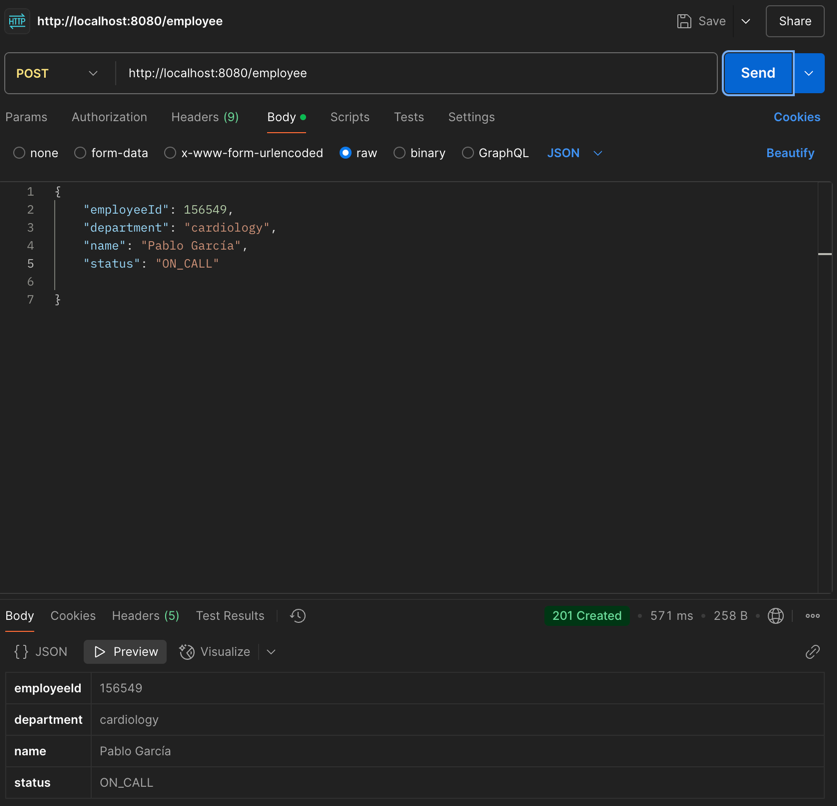 HTTP http://localhost:8080/employee Save Share
POST http://localhost:8080/employee Send
Params Authorization Headers (9) Body Scripts Tests Settings Cookies
none form-data x-www-form-urlencoded raw binary GraphQL JSON Beautify
1 {
2 "employeeId": 156549,
3 "department": "cardiology",
4 "name": "Pablo García",
5 "status": "ON_CALL"
6
7 }
Body Cookies Headers (5) Test Results 201 Created • 571 ms • 258 B •
{ } JSON Preview Visualize
employeeId 156549
department cardiology
name Pablo García
status ON_CALL